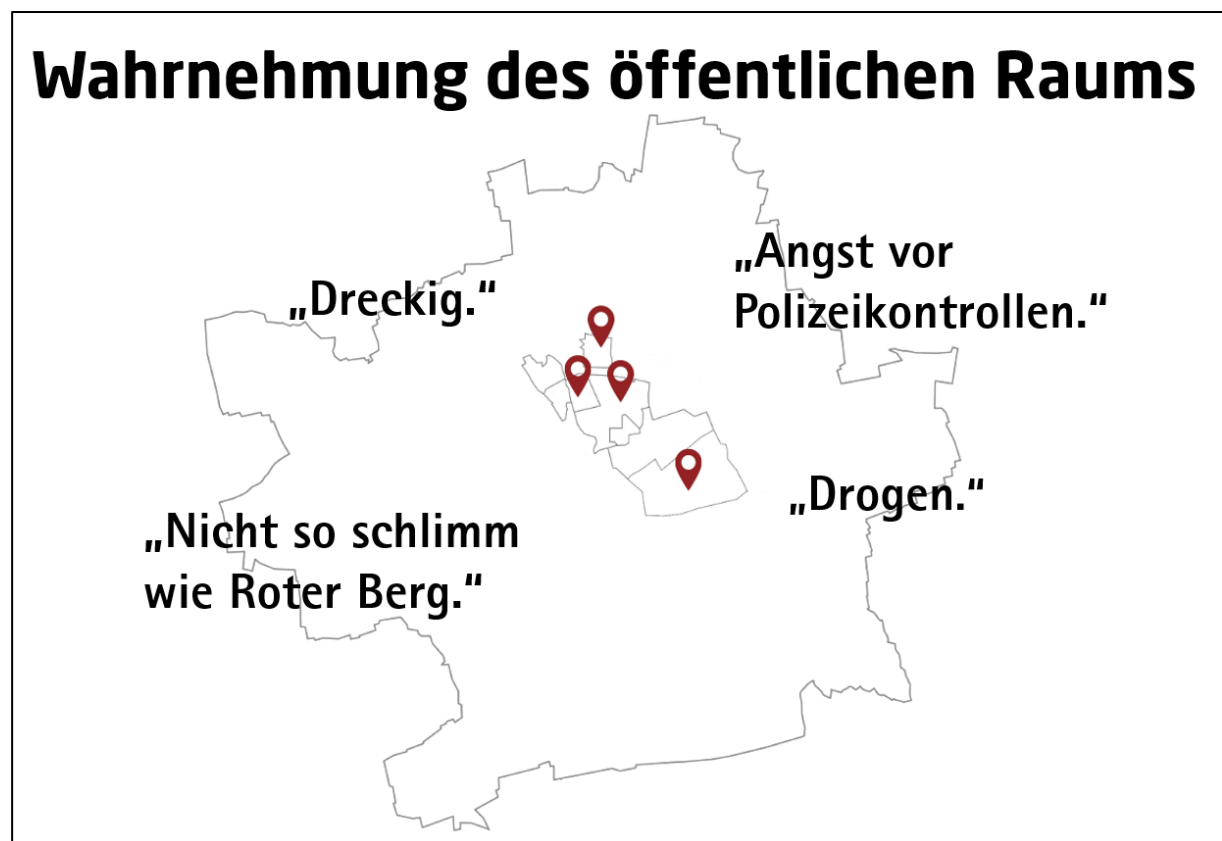 Wahrnehmung des öffentlichen Raums
„Angst vor
Polizeikontrollen.“
„Dreckig.“
„Drogen.“
„Nicht so schlimm
wie Roter Berg.“